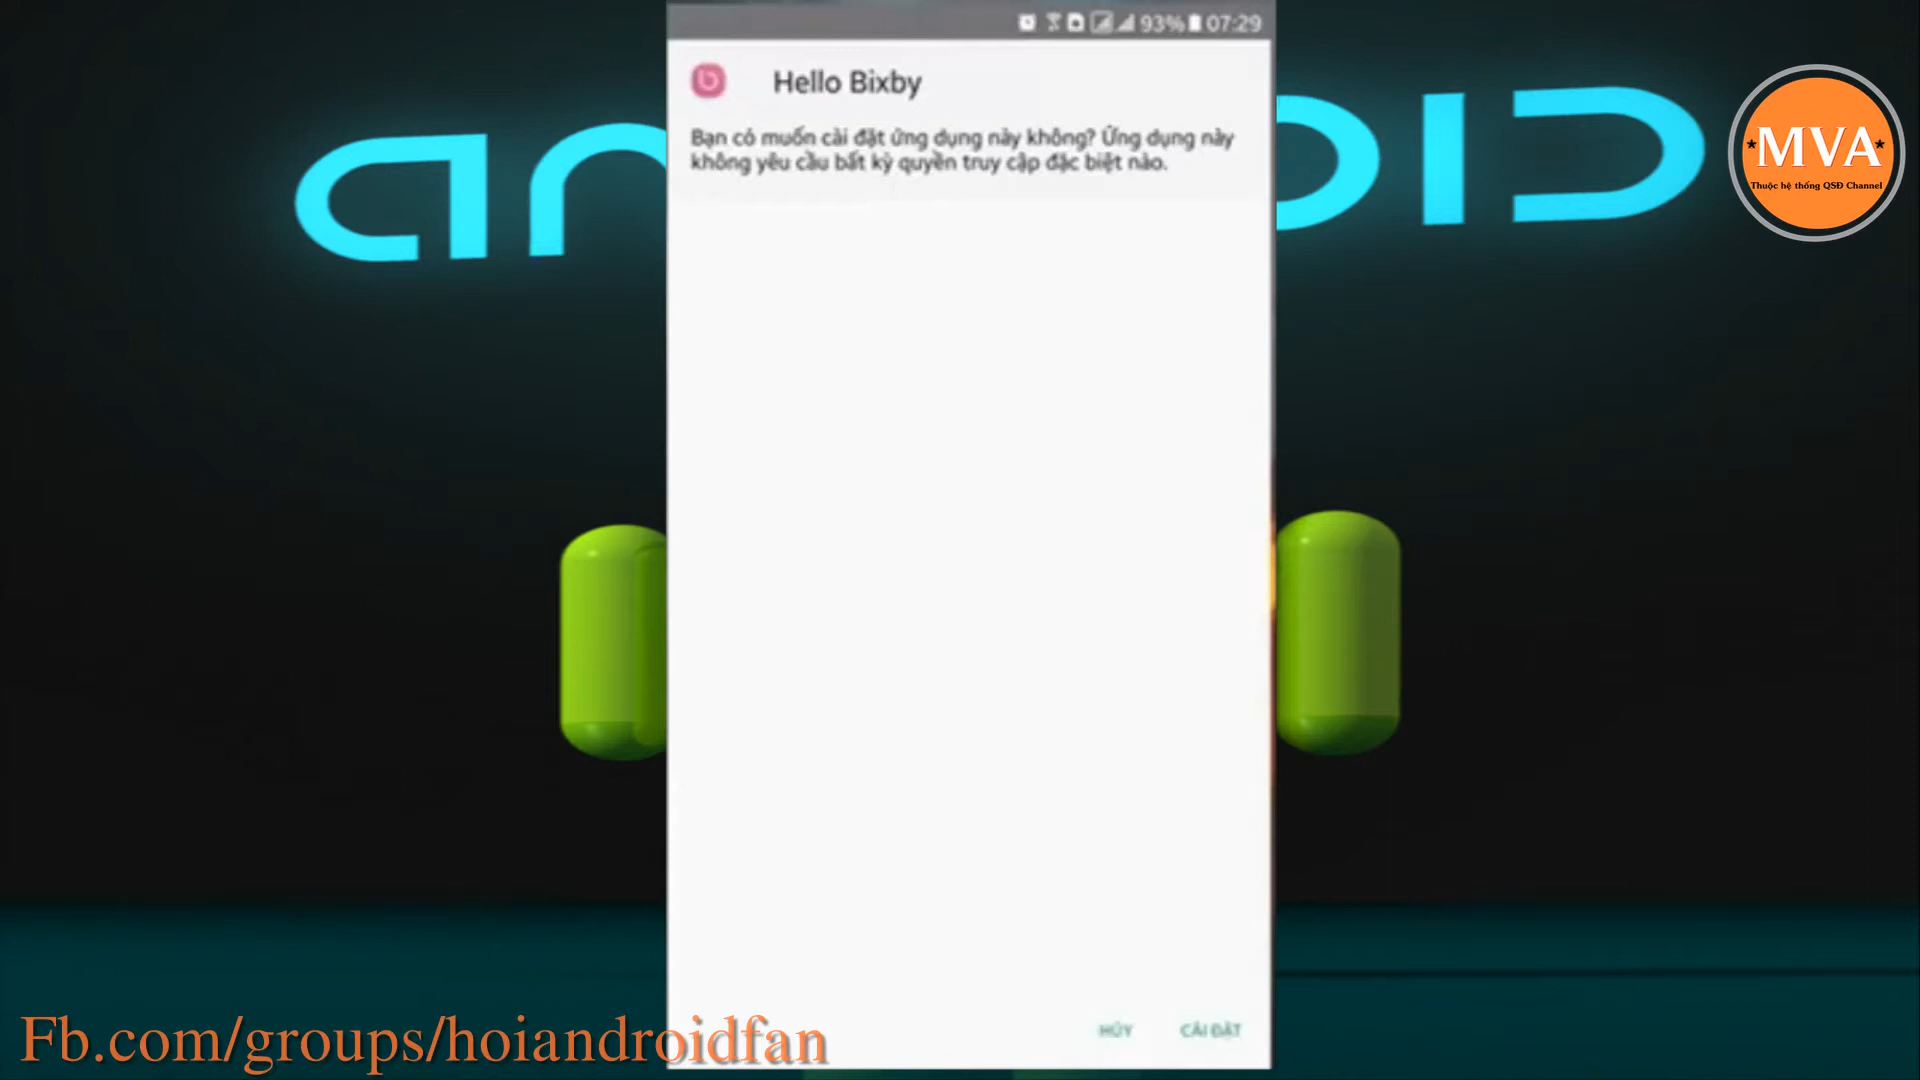 93% 07:29
Hello Bixby
Bạn có muốn cài đặt ứng dụng này không? Ứng dụng này
không yêu cầu bất kỳ quyền truy cập đặc biệt nào.
MVA
Thuộc hệ thống QSĐ Channel
HỦY CÀI ĐẶT
Fb.com/groups/hoiandroidfan